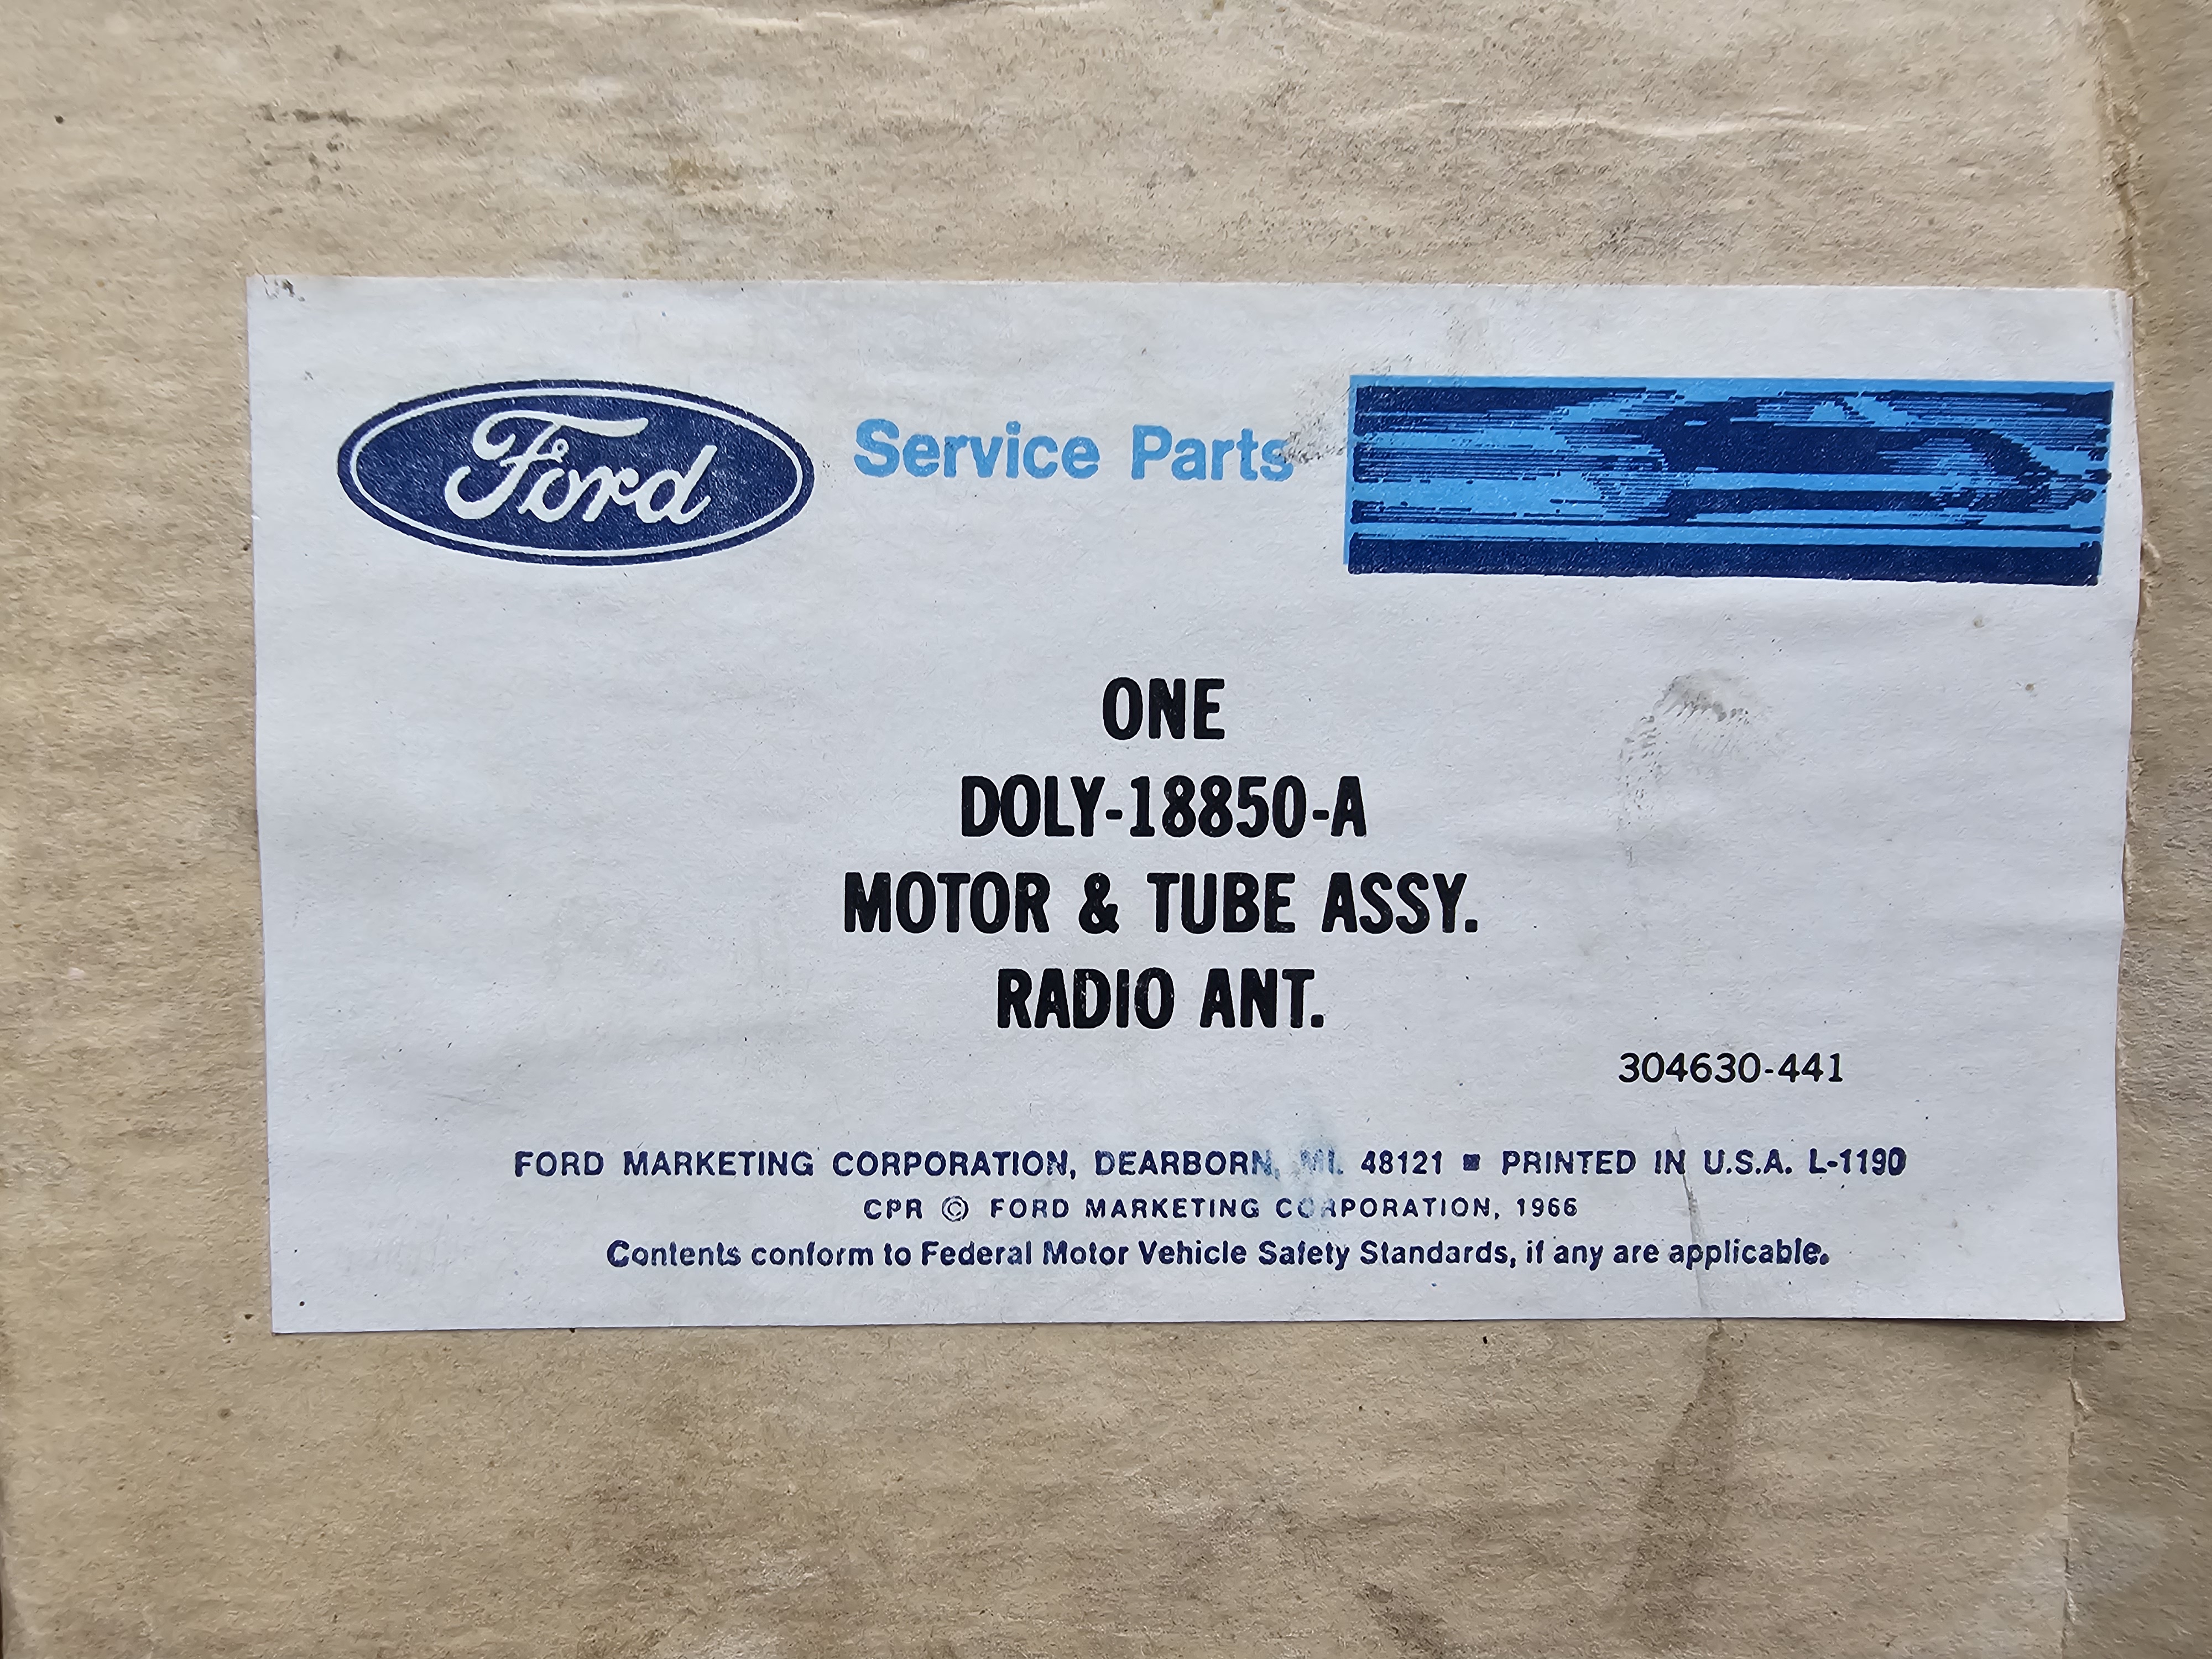 Ford Service Parts
ONE
DOLY-18850-A
MOTOR & TUBE ASSY.
RADIO ANT.
304630-441
FORD MARKETING CORPORATION, DEARBORN, MI. 48121 ■ PRINTED IN U.S.A. L-1190
CPR © FORD MARKETING CORPORATION, 1966
Contents conform to Federal Motor Vehicle Safety Standards, if any are applicable.